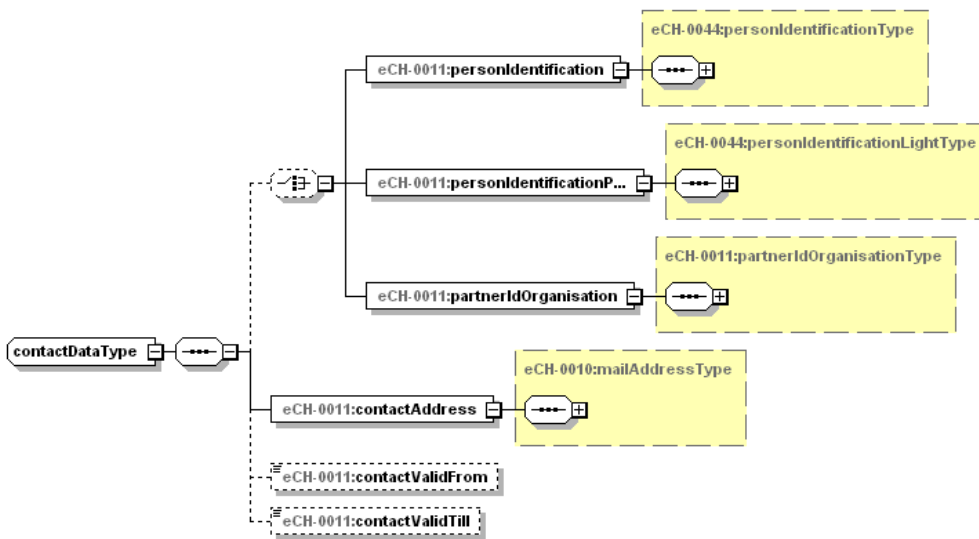 eCH-0044:personIdentificationType
eCH-0011:personIdentification
eCH-0044:personIdentificationLightType
eCH-0011:personIdentificationP...
eCH-0011:partnerIdOrganisationType
eCH-0011:partnerIdOrganisation
contactDataType
eCH-0010:mailAddressType
eCH-0011:contactAddress
eCH-0011:contactValidFrom
eCH-0011:contactValidTill